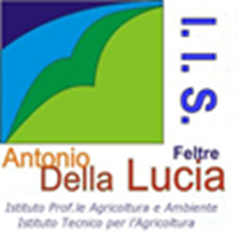 I.I.S.
Feltre
Antonio
Della Lucia
Istituto Prof.le Agricoltura e Ambiente
Istituto Tecnico per l'Agricoltura